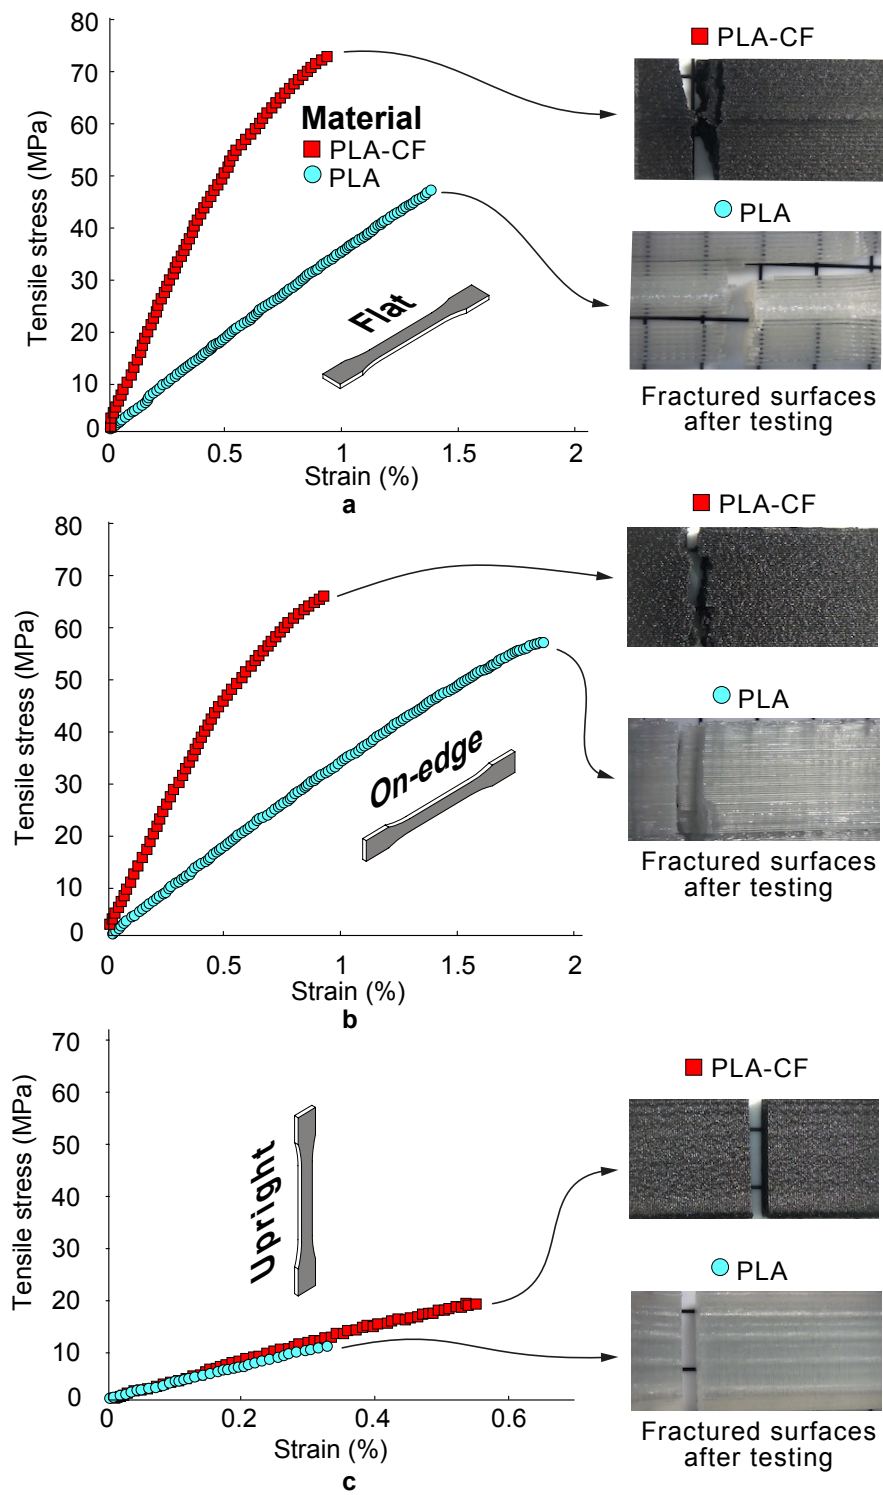 80
70
60
50
40
30
20
10
0
Tensile stress (MPa)
0
0.5
1
1.5
2
Strain (%)
a
Material
PLA-CF
PLA
Flat
PLA-CF
PLA
Fractured surfaces
after testing
80
70
60
50
40
30
20
10
0
Tensile stress (MPa)
0
0.5
1
1.5
2
Strain (%)
b
On-edge
PLA-CF
PLA
Fractured surfaces
after testing
70
60
50
40
30
20
10
0
Tensile stress (MPa)
0
0.2
0.4
0.6
Strain (%)
c
Upright
PLA-CF
PLA
Fractured surfaces
after testing